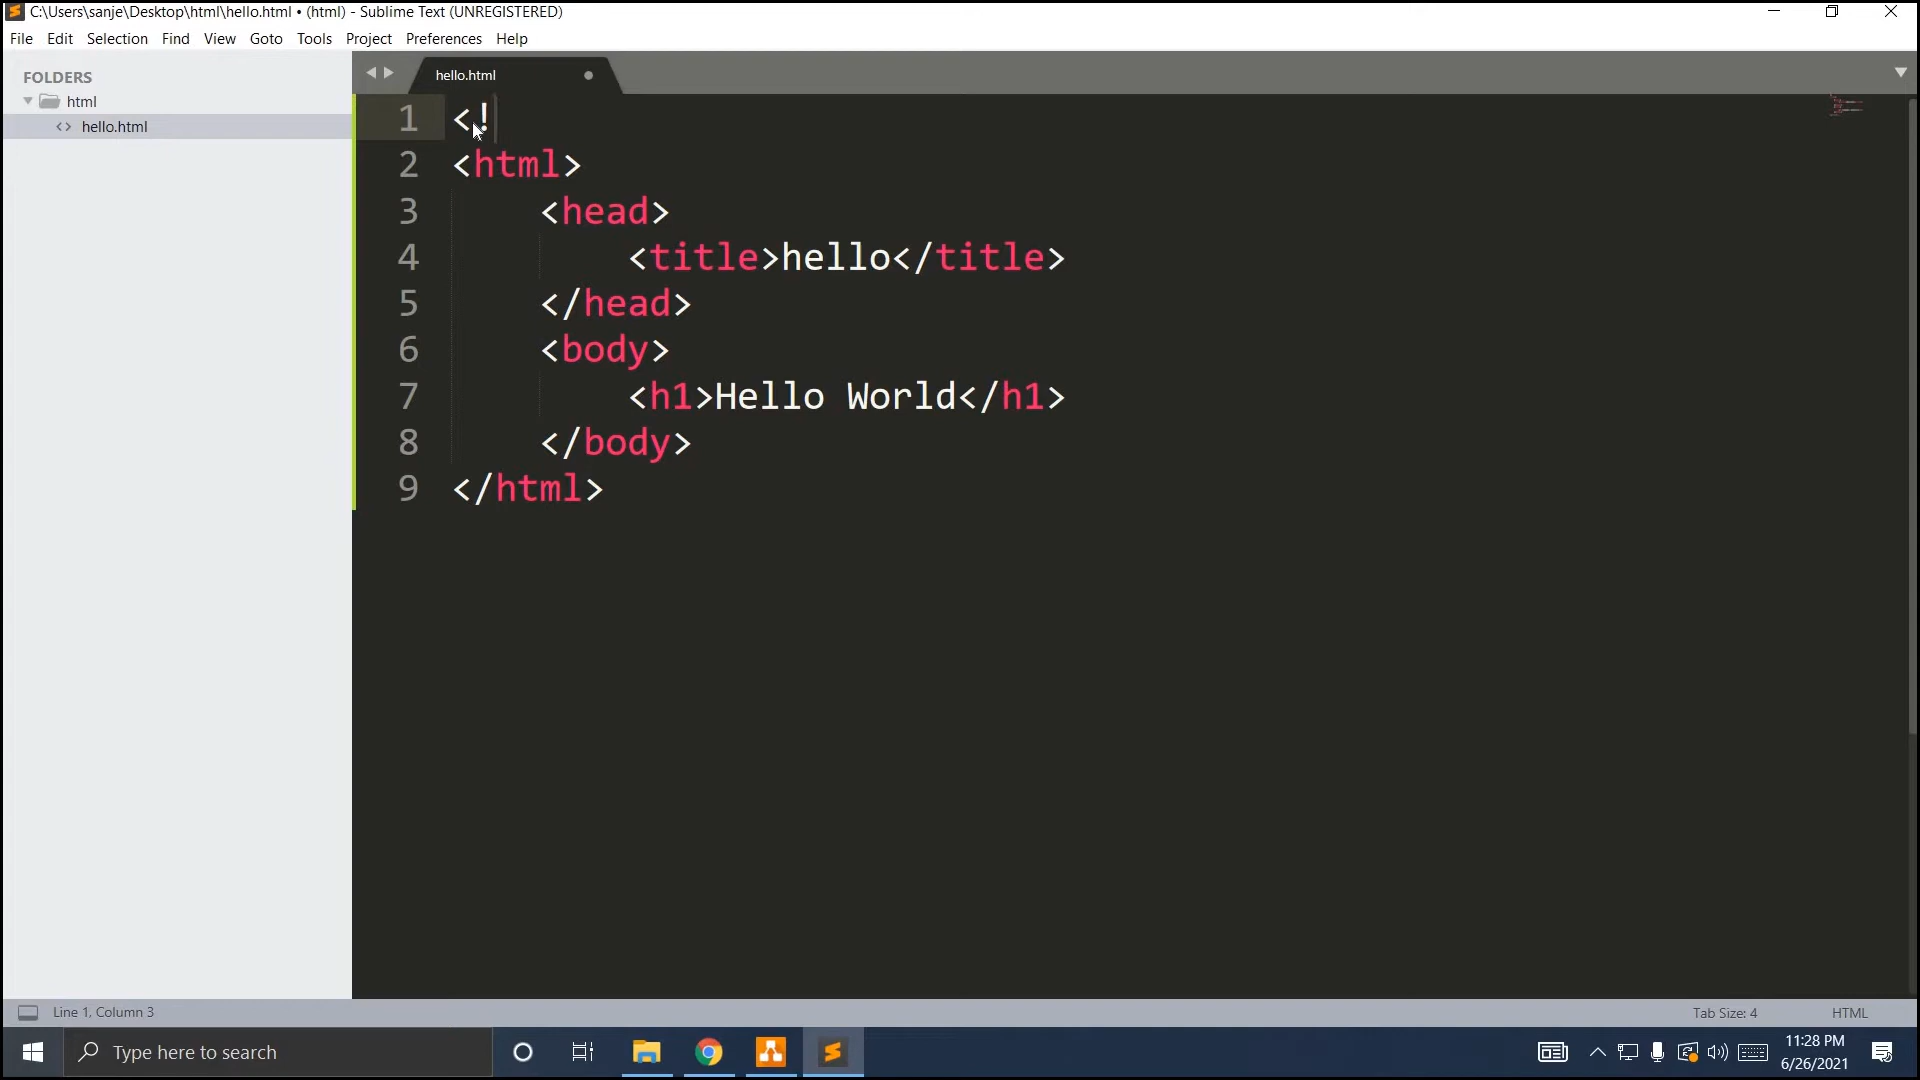 C:\Users\sanje\Desktop\html\hello.html • (html) - Sublime Text (UNREGISTERED)
File Edit Selection Find View Goto Tools Project Preferences Help
FOLDERS
html
hello.html
hello.html
1 <!
2 <html>
3 <head>
4 <title>hello</title>
5 </head>
6 <body>
7 <h1>Hello World</h1>
8 </body>
9 </html>
Line 1, Column 3
Tab Size: 4
HTML
Type here to search
11:28 PM
6/26/2021